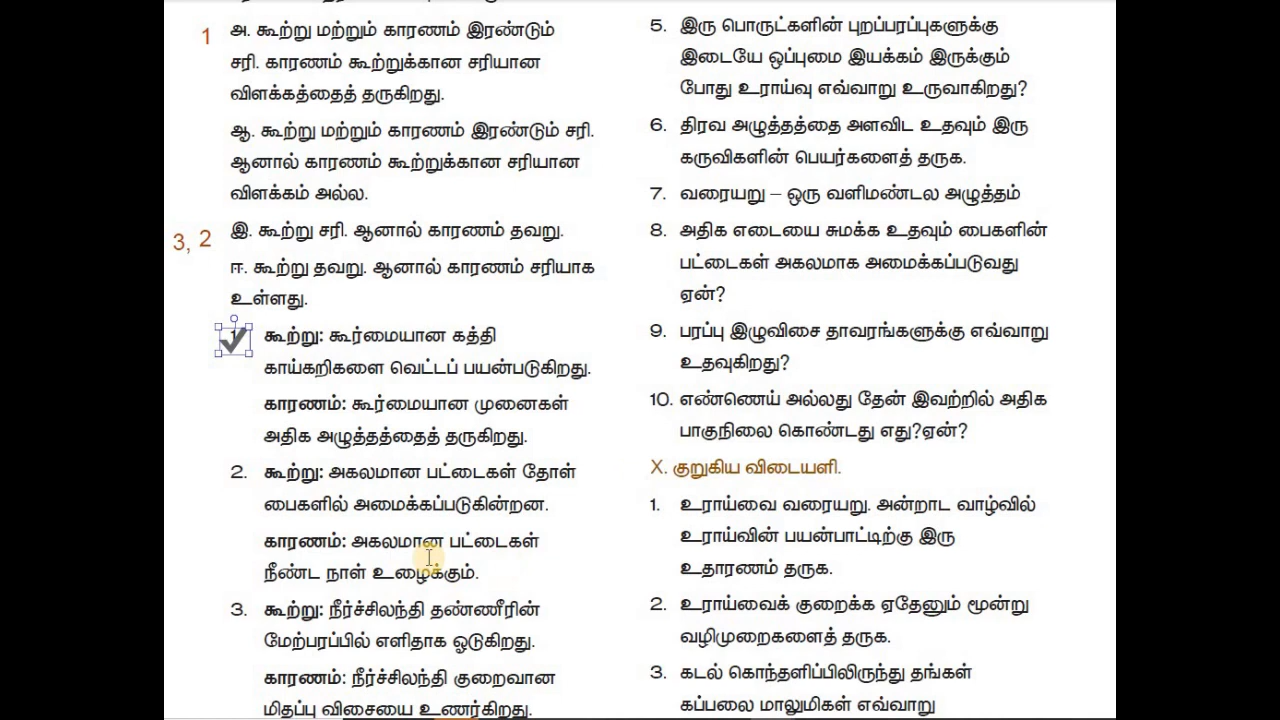 1
அ. கூற்று மற்றும் காரணம் இரண்டும்
சரி. காரணம் கூற்றுக்கான சரியான
விளக்கத்தைத் தருகிறது.
ஆ. கூற்று மற்றும் காரணம் இரண்டும் சரி.
ஆனால் காரணம் கூற்றுக்கான சரியான
விளக்கம் அல்ல.
3, 2
இ. கூற்று சரி. ஆனால் காரணம் தவறு.
ஈ. கூற்று தவறு. ஆனால் காரணம் சரியாக
உள்ளது.
கூற்று: கூர்மையான கத்தி
காய்கறிகளை வெட்டப் பயன்படுகிறது.
காரணம்: கூர்மையான முனைகள்
அதிக அழுத்தத்தைத் தருகிறது.
2. கூற்று: அகலமான பட்டைகள் தோள்
பைகளில் அமைக்கப்படுகின்றன.
காரணம்: அகலமான பட்டைகள்
நீண்ட நாள் உழைக்கும்.
3. கூற்று: நீர்ச்சிலந்தி தண்ணீரின்
மேற்பரப்பில் எளிதாக ஓடுகிறது.
காரணம்: நீர்ச்சிலந்தி குறைவான
மிதப்பு விசையை உணர்கிறது.
5. இரு பொருட்களின் புறப்பரப்புகளுக்கு
இடையே ஒப்புமை இயக்கம் இருக்கும்
போது உராய்வு எவ்வாறு உருவாகிறது?
6. திரவ அழுத்தத்தை அளவிட உதவும் இரு
கருவிகளின் பெயர்களைத் தருக.
7. வரையறு – ஒரு வளிமண்டல அழுத்தம்
8. அதிக எடையை சுமக்க உதவும் பைகளின்
பட்டைகள் அகலமாக அமைக்கப்படுவது
ஏன்?
9. பரப்பு இழுவிசை தாவரங்களுக்கு எவ்வாறு
உதவுகிறது?
10. எண்ணெய் அல்லது தேன் இவற்றில் அதிக
பாகுநிலை கொண்டது எது?ஏன்?
X. குறுகிய விடையளி.
1. உராய்வை வரையறு. அன்றாட வாழ்வில்
உராய்வின் பயன்பாட்டிற்கு இரு
உதாரணம் தருக.
2. உராய்வைக் குறைக்க ஏதேனும் மூன்று
வழிமுறைகளைத் தருக.
3. கடல் கொந்தளிப்பிலிருந்து தங்கள்
கப்பலை மாலுமிகள் எவ்வாறு